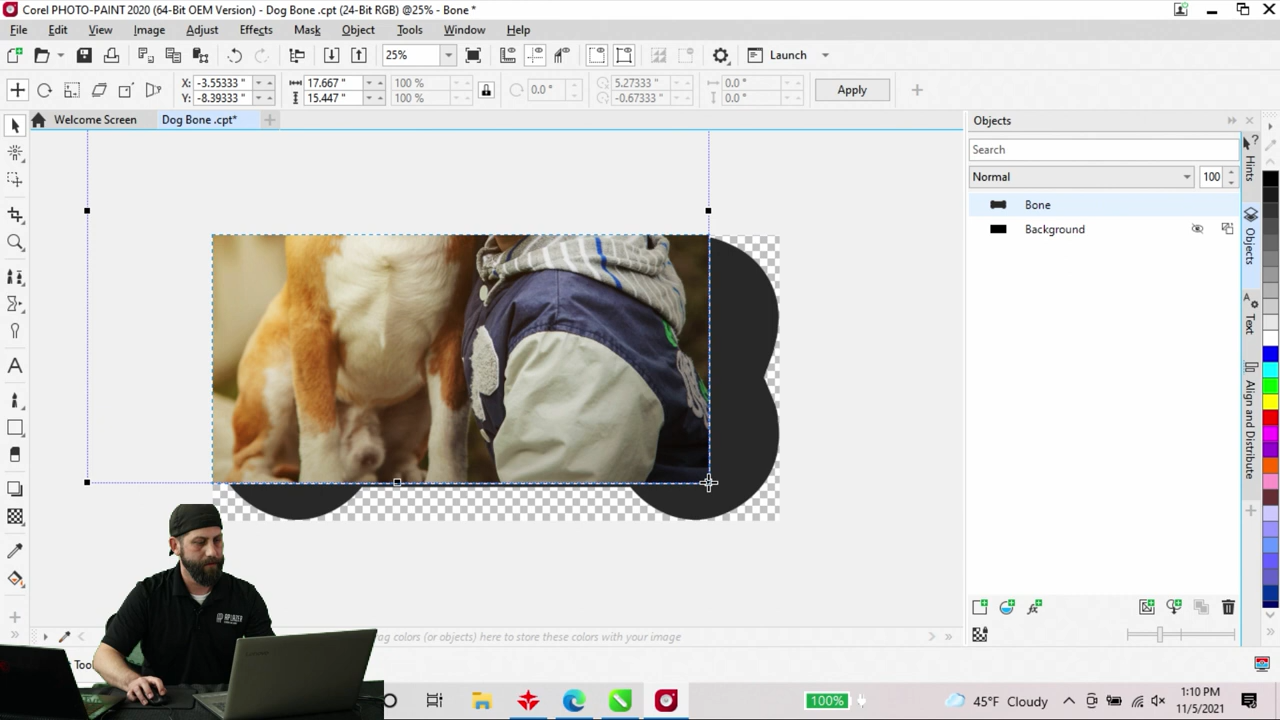 Corel PHOTO-PAINT 2020 (64-Bit OEM Version) - Dog Bone .cpt (24-Bit RGB) @25% - Bone *
File Edit View Image Adjust Effects Mask Object Tools Window Help
25% Launch
X: -3.55333 " 17.667 " 100 % 0.0 ° 5.27333 " 0.0 " Apply
Y: -8.39333 " 15.447 " 100 % -0.67333 " 0.0 "
Welcome Screen Dog Bone .cpt*
Objects
Search
Normal 100
Bone
Background
Hints
Objects
Text
Align and Distribute
ag colors (or objects) here to store these colors with your image
100% 45°F Cloudy
1:10 PM
11/5/2021
Lenovo